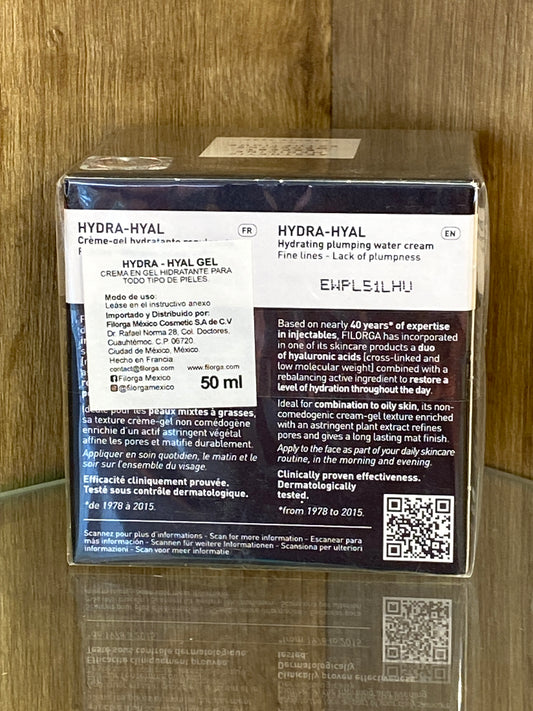 HYDRA-HYAL
FR
Crème-gel hydratante
HYDRA - HYAL GEL
CREMA EN GEL HIDRATANTE PARA
TODO TIPO DE PIELES.
Modo de uso:
Léase en el instructivo anexo
Importado y Distribuido por:
Filorga México Cosmetic S.A de C.V
Dr. Rafael Norma 28, Col. Doctores,
Cuauhtémoc. C.P 06720
Ciudad de México, México.
Hecho en Francia
contact@filorga.com www.filorga.com
Filorga Mexico
@filorgamexico
50 ml
pour les peaux mixtes à grasses,
sa texture crème-gel non comédogène
enrichie d'un actif astringent végétal
affine les pores et matifie durablement.
Appliquer en soin quotidien, le matin et le
soir sur l'ensemble du visage.
Efficacité cliniquement prouvée.
Testé sous contrôle dermatologique.
*de 1978 à 2015.
HYDRA-HYAL
EN
Hydrating plumping water cream
Fine lines - Lack of plumpness
EWPL51LHU
Based on nearly 40 years* of expertise
in injectables, FILORGA has incorporated
in one of its skincare products a duo
of hyaluronic acids (cross-linked and
low molecular weight) combined with a
rebalancing active ingredient to restore a
level of hydration throughout the day.
Ideal for combination to oily skin, its non-
comedogenic cream-gel texture enriched
with an astringent plant extract refines
pores and gives a long lasting mat finish.
Apply to the face as part of your daily skincare
routine, in the morning and evening.
Clinically proven effectiveness.
Dermatologically
tested.
*from 1978 to 2015.
Scannez pour plus d'informations - Scan for more information - Escanear para
más información - Scannen für weitere Informationen - Scansiona per ulteriori
informazioni - Scan voor meer informatie